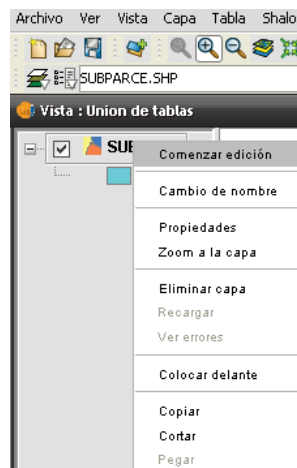 Archivo Ver Vista Capa Tabla Shalo
SUBPARCE.SHP
Vista : Union de tablas
SUB
Comenzar edición
Cambio de nombre
Propiedades
Zoom a la capa
Eliminar capa
Recargar
Ver errores
Colocar delante
Copiar
Cortar
Pegar